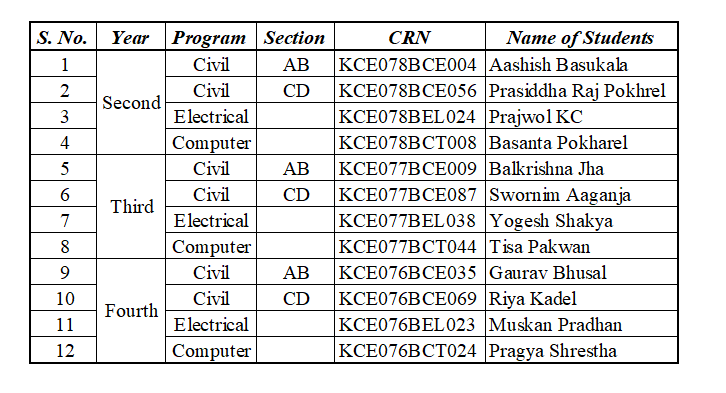 S. No. Year Program Section CRN Name of Students
1 Second Civil AB KCE078BCE004 Aashish Basukala
2 Civil CD KCE078BCE056 Prasiddha Raj Pokhrel
3 Electrical KCE078BEL024 Prajwol KC
4 Computer KCE078BCT008 Basanta Pokharel
5 Third Civil AB KCE077BCE009 Balkrishna Jha
6 Civil CD KCE077BCE087 Swornim Aaganja
7 Electrical KCE077BEL038 Yogesh Shakya
8 Computer KCE077BCT044 Tisa Pakwan
9 Fourth Civil AB KCE076BCE035 Gaurav Bhusal
10 Civil CD KCE076BCE069 Riya Kadel
11 Electrical KCE076BEL023 Muskan Pradhan
12 Computer KCE076BCT024 Pragya Shrestha